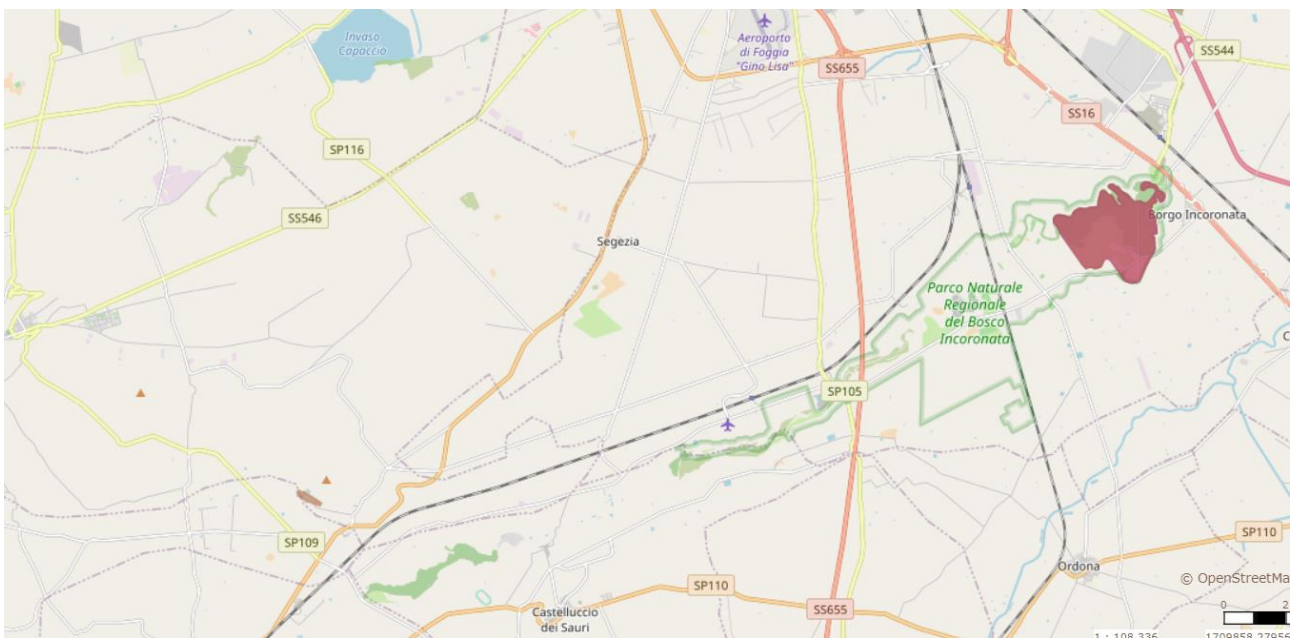 Invaso
Capaccio
Aeroporto
di Foggia
"Gino Lisa"
SS655
SS544
SS16
SP116
SS546
Segezia
Borgo Incoronata
Parco Naturale
Regionale
del Bosco
Incoronata
SP105
SP109
SP110
Ordona
SP110
© OpenStreetMa
Castelluccio
dei Sauri
SS655
0 2
1 : 108.336